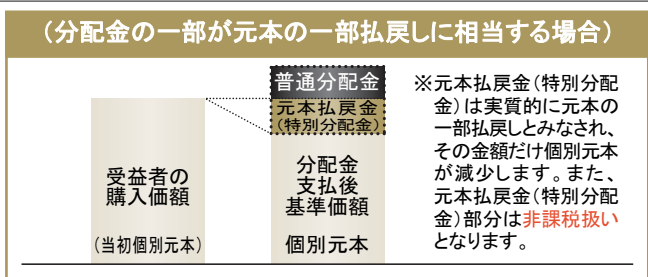 (分配金の一部が元本の一部払戻しに相当する場合)
普通分配金
元本払戻金
(特別分配金)
受益者の
購入価額
(当初個別元本)
分配金
支払後
基準価額
個別元本
※元本払戻金(特別分配
金)は実質的に元本の
一部払戻しとみなされ、
その金額だけ個別元本
が減少します。また、
元本払戻金(特別分配
金)部分は非課税扱い
となります。